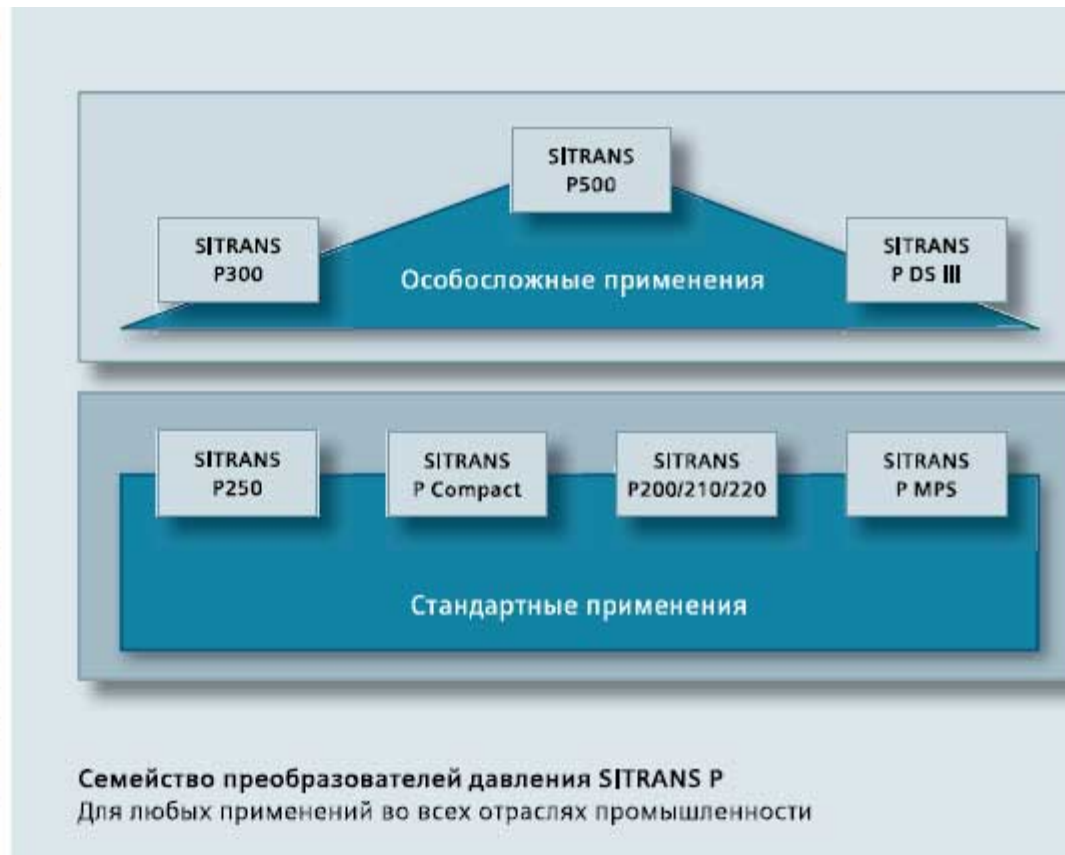 SITRANS
P500
SITRANS
P300
SITRANS
P DS III
Особосложные применения
SITRANS
P250
SITRANS
P Compact
SITRANS
P200/210/220
SITRANS
P MPS
Стандартные применения
Семейство преобразователей давления SITRANS P
Для любых применений во всех отраслях промышленности